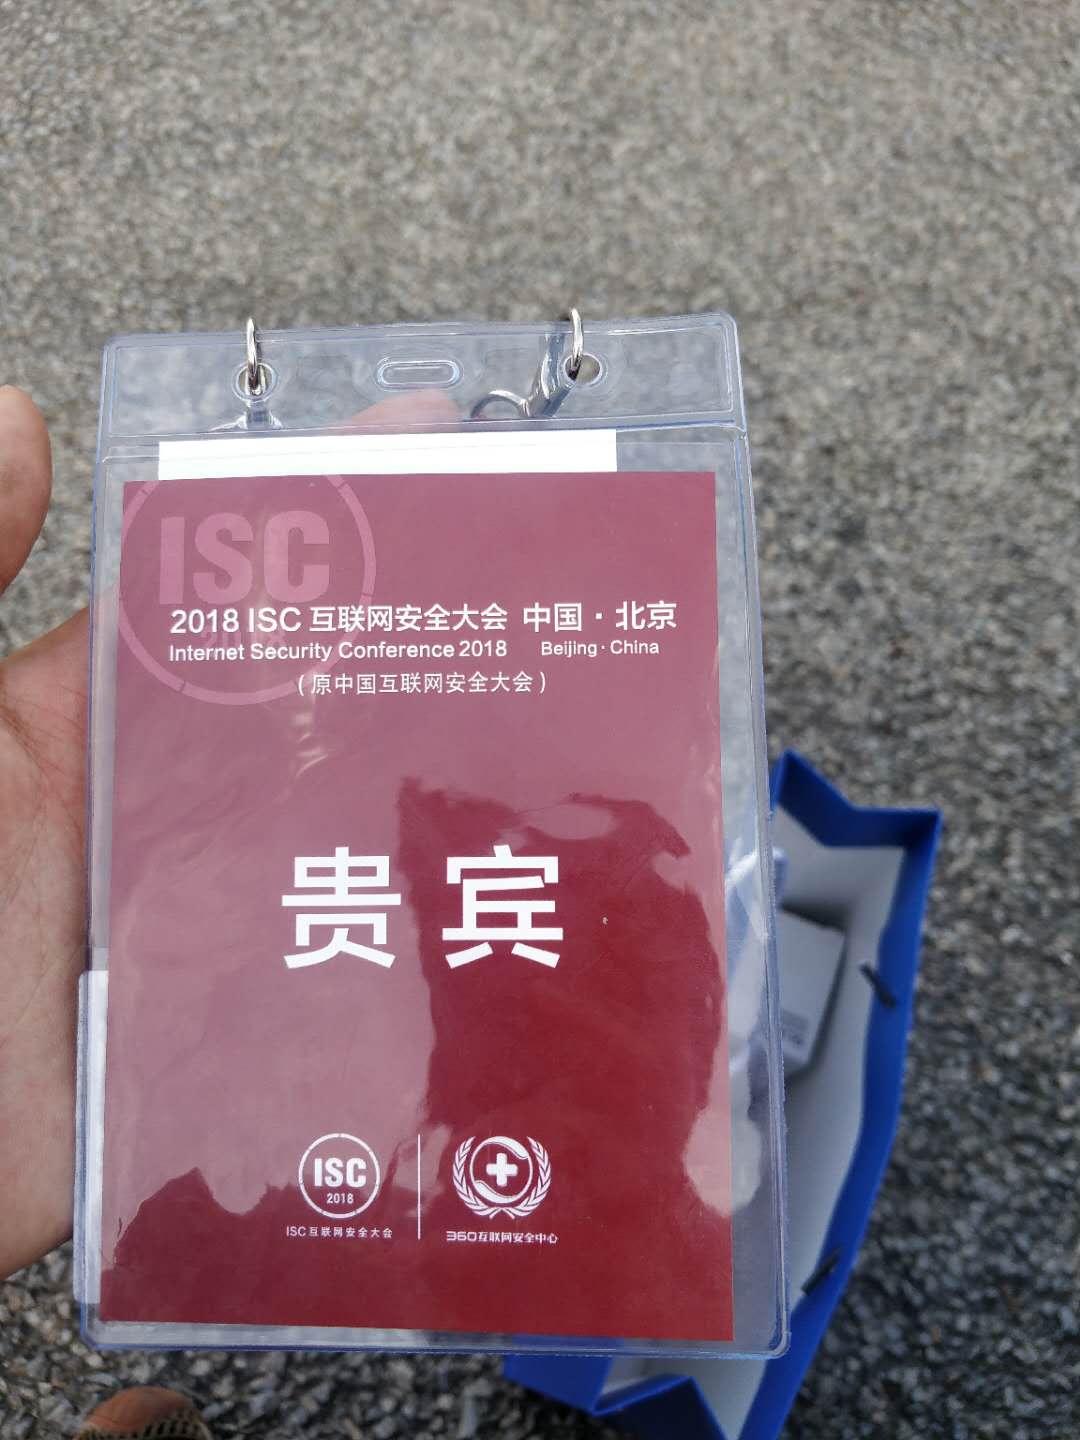 ISC
2018
2018 ISC 互联网安全大会 中国·北京
Internet Security Conference 2018 Beijing·China
(原中国互联网安全大会)
贵宾
ISC
2018
ISC互联网安全大会
360互联网安全中心